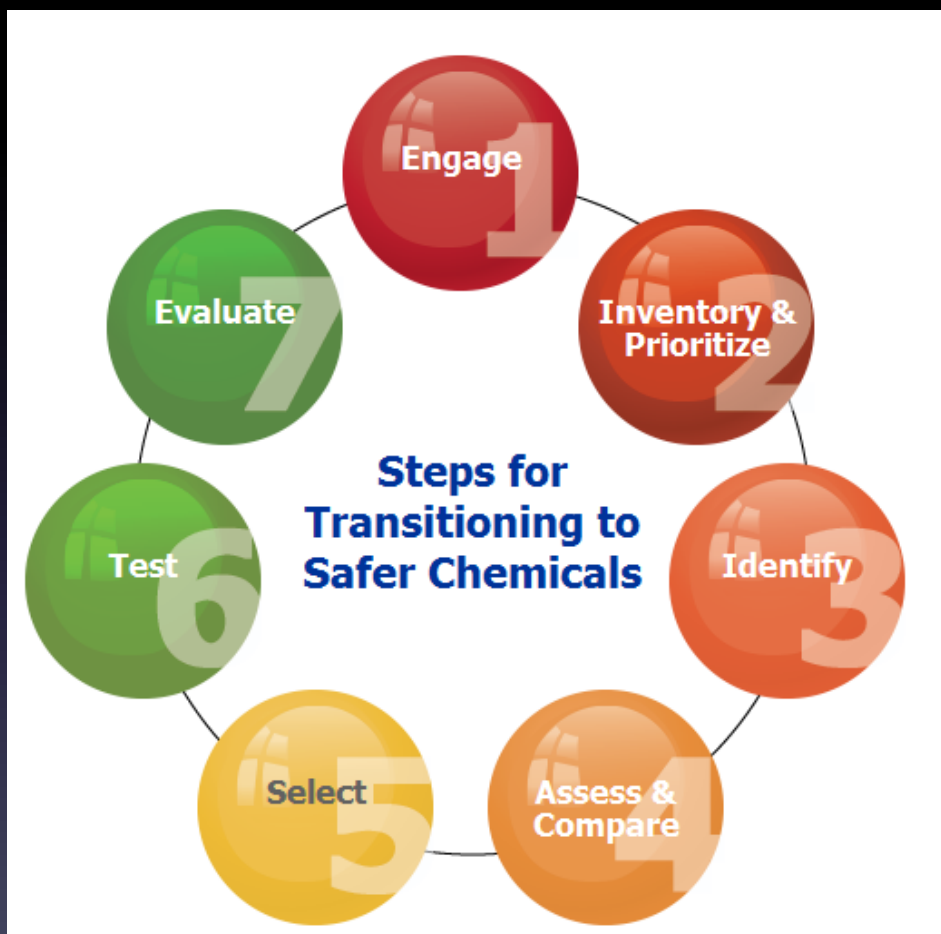 Steps for
Transitioning to
Safer Chemicals
1
Engage
2
Inventory &
Prioritize
3
Identify
4
Assess &
Compare
5
Select
6
Test
7
Evaluate